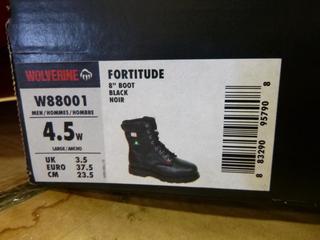 WOLVERINE
W88001
MEN/HOMMES/HOMBRE
4.5 W
LARGE/ANCHO
UK 3.5
EURO 37.5
CM 23.5
FORTITUDE
8" BOOT
BLACK
NOIR
8 83290 95790 8